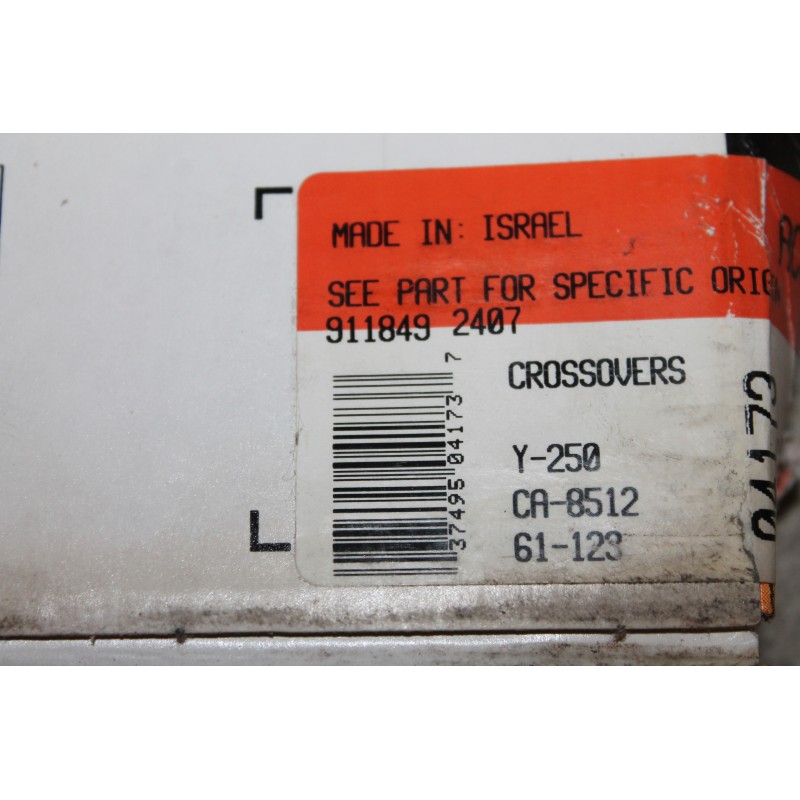 MADE IN: ISRAEL
SEE PART FOR SPECIFIC ORIG
911849 2407
CROSSOVERS
Y-250
CA-8512
61-123
37495 04173 7